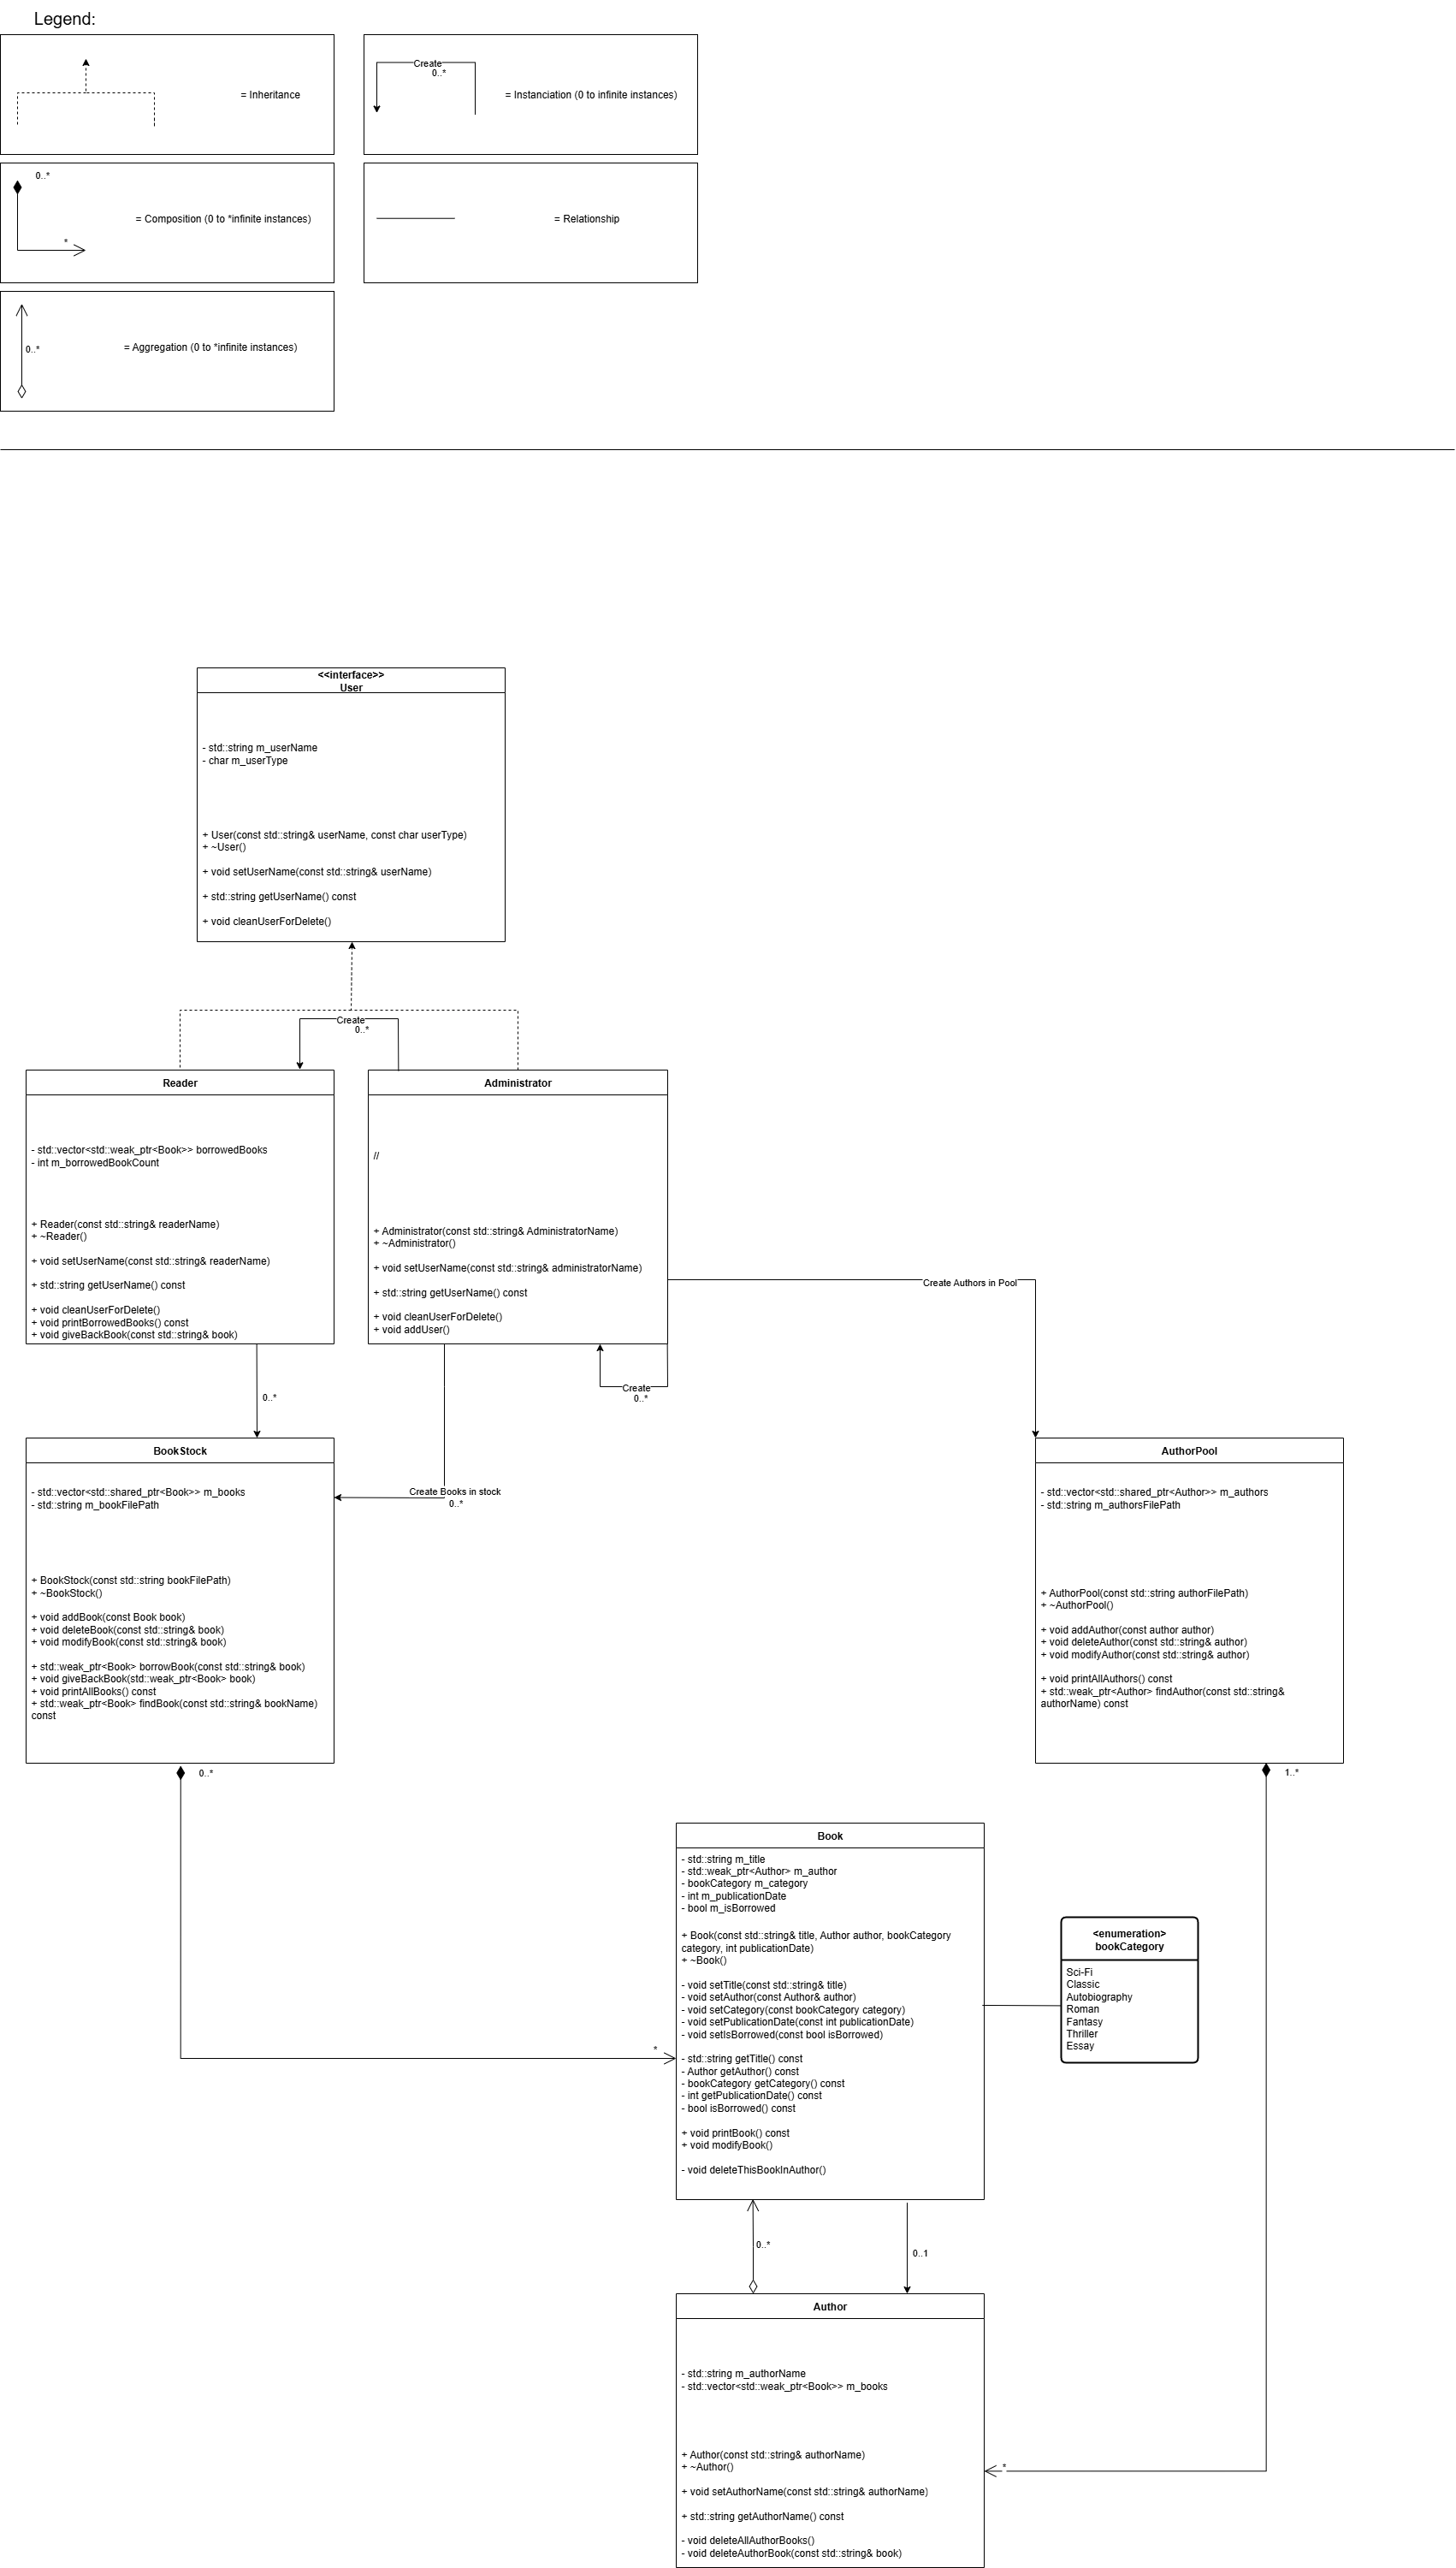 Legend:
= Inheritance
Create
0..*
= Instanciation (0 to infinite instances)
0..*
*
= Composition (0 to *infinite instances)
= Relationship
0..*
= Aggregation (0 to *infinite instances)
<<interface>>
User
- std::string m_userName
- char m_userType
+ User(const std::string& userName, const char userType)
+ ~User()
+ void setUserName(const std::string& userName)
+ std::string getUserName() const
+ void cleanUserForDelete()
Create
0..*
Reader
- std::vector<std::weak_ptr<Book>> borrowedBooks
- int m_borrowedBookCount
+ Reader(const std::string& readerName)
+ ~Reader()
+ void setUserName(const std::string& readerName)
+ std::string getUserName() const
+ void cleanUserForDelete()
+ void printBorrowedBooks() const
+ void giveBackBook(const std::string& book)
Administrator
//
+ Administrator(const std::string& AdministratorName)
+ ~Administrator()
+ void setUserName(const std::string& administratorName)
+ std::string getUserName() const
+ void cleanUserForDelete()
+ void addUser()
Create Authors in Pool
Create
0..*
0..*
Create Books in stock
0..*
BookStock
- std::vector<std::shared_ptr<Book>> m_books
- std::string m_bookFilePath
+ BookStock(const std::string bookFilePath)
+ ~BookStock()
+ void addBook(const Book book)
+ void deleteBook(const std::string& book)
+ void modifyBook(const std::string& book)
+ std::weak_ptr<Book> borrowBook(const std::string& book)
+ void giveBackBook(std::weak_ptr<Book> book)
+ void printAllBooks() const
+ std::weak_ptr<Book> findBook(const std::string& bookName)
const
0..*
AuthorPool
- std::vector<std::shared_ptr<Author>> m_authors
- std::string m_authorsFilePath
+ AuthorPool(const std::string authorFilePath)
+ ~AuthorPool()
+ void addAuthor(const author author)
+ void deleteAuthor(const std::string& author)
+ void modifyAuthor(const std::string& author)
+ void printAllAuthors() const
+ std::weak_ptr<Author> findAuthor(const std::string&
authorName) const
1..*
Book
- std::string m_title
- std::weak_ptr<Author> m_author
- bookCategory m_category
- int m_publicationDate
- bool m_isBorrowed
+ Book(const std::string& title, Author author, bookCategory
category, int publicationDate)
+ ~Book()
- void setTitle(const std::string& title)
- void setAuthor(const Author& author)
- void setCategory(const bookCategory category)
- void setPublicationDate(const int publicationDate)
- void setIsBorrowed(const bool isBorrowed)
- std::string getTitle() const
- Author getAuthor() const
- bookCategory getCategory() const
- int getPublicationDate() const
- bool isBorrowed() const
+ void printBook() const
+ void modifyBook()
- void deleteThisBookInAuthor()
*
<enumeration>
bookCategory
Sci-Fi
Classic
Autobiography
Roman
Fantasy
Thriller
Essay
0..*
0..1
Author
- std::string m_authorName
- std::vector<std::weak_ptr<Book>> m_books
+ Author(const std::string& authorName)
+ ~Author()
+ void setAuthorName(const std::string& authorName)
+ std::string getAuthorName() const
- void deleteAllAuthorBooks()
- void deleteAuthorBook(const std::string& book)
*